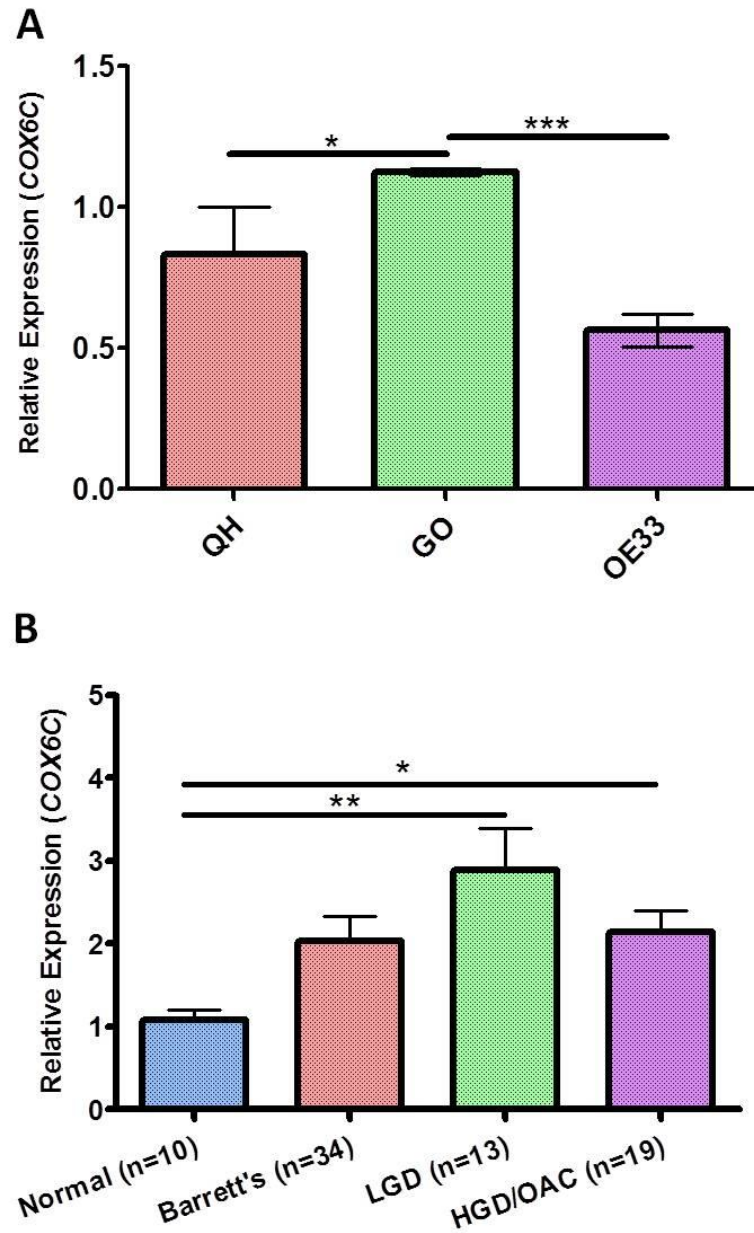 A
Relative Expression (COX6C)
1.5
1.0
0.5
0.0
*
***
QH
GO
OE33
B
Relative Expression (COX6C)
5
4
3
2
1
0
*
**
Normal (n=10)
Barrett's (n=34)
LGD (n=13)
HGD/OAC (n=19)